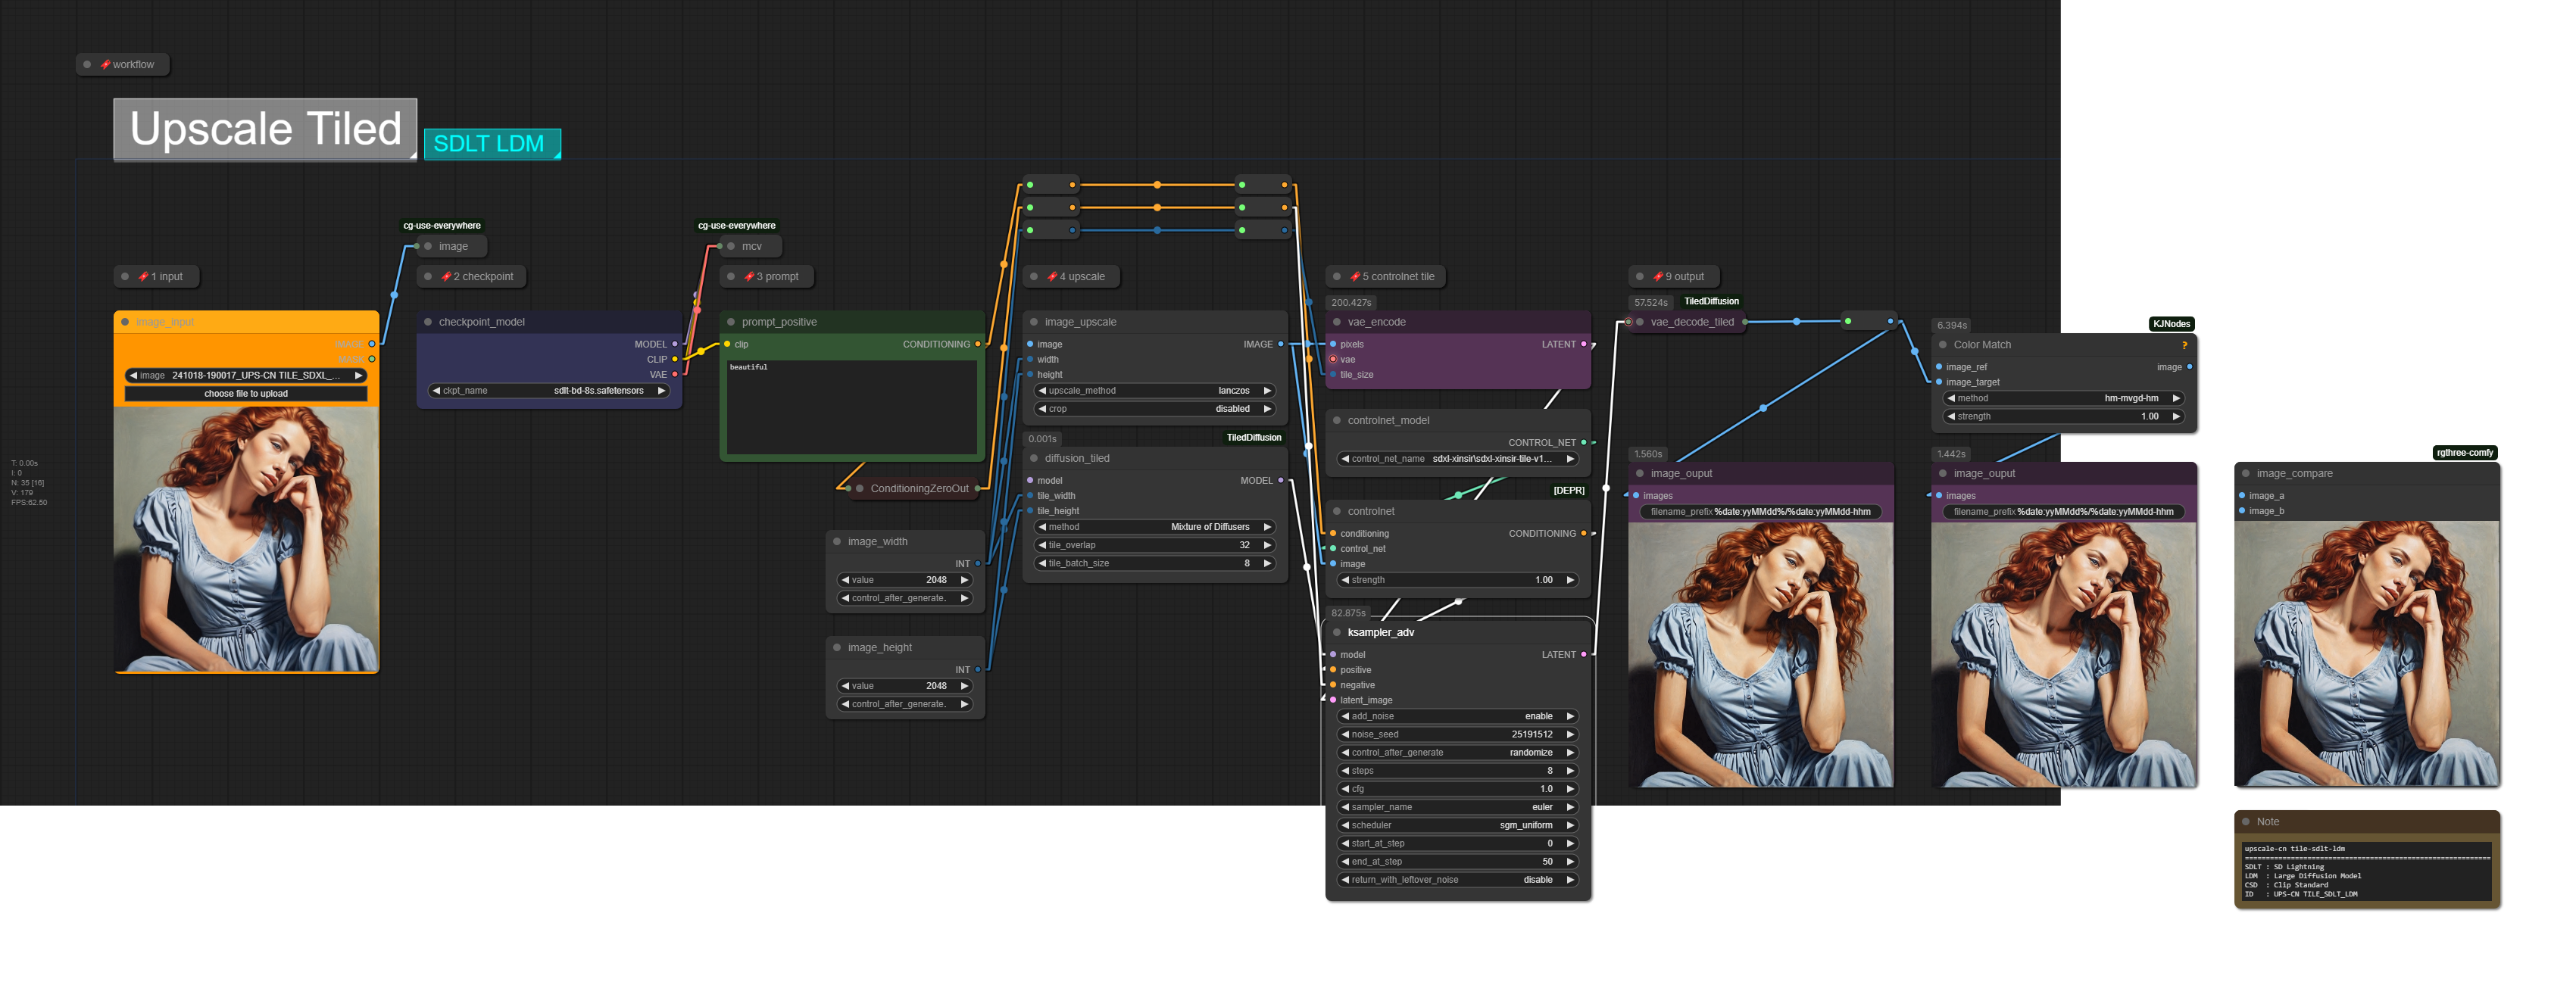 workflow
Upscale Tiled
SDLT LDM
cg-use-everywhere
image
cg-use-everywhere
mcv
1 input
2 checkpoint
3 prompt
4 upscale
5 controlnet tile
9 output
image_input
image 241018-190017_UPS-CN TILE_SDXL_...
choose file to upload
T: 0.00s
I: 0
N: 35 [16]
V: 179
FPS:62.50
checkpoint_model
MODEL
CLIP
VAE
ckpt_name sdlt-bd-8s.safetensors
prompt_positive
clip CONDITIONING
beautiful
ConditioningZeroOut
image_width
INT
value 2048
control_after_generate.
image_height
INT
value 2048
control_after_generate.
image_upscale
image IMAGE
width
height
upscale_method lanczos
crop disabled
0.001s TiledDiffusion
diffusion_tiled
model MODEL
tile_width
tile_height
method Mixture of Diffusers
tile_overlap 32
tile_batch_size 8
200.427s
vae_encode
pixels LATENT
vae
tile_size
controlnet_model
CONTROL_NET
control_net_name sdxl-xinsir\sdxl-xinsir-tile-v1...
[DEPR]
controlnet
conditioning CONDITIONING
control_net
image
strength 1.00
82.875s
ksampler_adv
model LATENT
positive
negative
latent_image
add_noise enable
noise_seed 25191512
control_after_generate randomize
steps 8
cfg 1.0
sampler_name euler
scheduler sgm_uniform
start_at_step 0
end_at_step 50
return_with_leftover_noise disable
57.524s TiledDiffusion
vae_decode_tiled
6.394s KJNodes
Color Match ?
image_ref image
image_target
method hm-mvgd-hm
strength 1.00
1.560s
image_ouput
images
filename_prefix %date:yyMMdd%/%date:yyMMdd-hhm
1.442s
image_ouput
images
filename_prefix %date:yyMMdd%/%date:yyMMdd-hhm
rgthree-comfy
image_compare
image_a
image_b
Note
upscale-cn tile-sdlt-ldm
SDLT : SD Lightning
LDM : Large Diffusion Model
CSD : Clip Standard
ID : UPS-CN TILE_SDLT_LDM